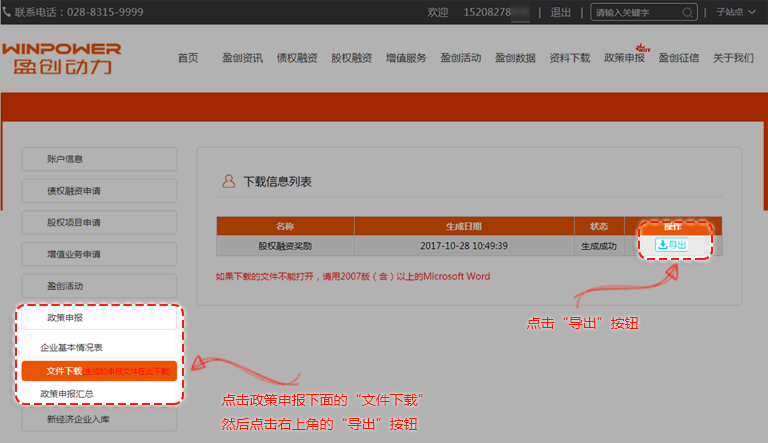 联系电话：028-8315-9999
欢迎 15208278 | 退出 | 请输入关键字 | 子站点
WINPOWER
盈创动力
首页 盈创资讯 债权融资 股权融资 增值服务 盈创活动 盈创数据 资料下载 政策申报 盈创征信 关于我们
账户信息
债权融资申请
股权项目申请
增值业务申请
盈创活动
政策申报
企业基本情况表
文件下载(生成的申报文件在此下载)
政策申报汇总
新经济企业入库
下载信息列表
名称 生成日期 状态 操作
股权融资奖励 2017-10-28 10:49:39 生成成功 导出
如果下载的文件不能打开，请用2007版（含）以上的Microsoft Word
点击“导出”按钮
点击政策申报下面的“文件下载”
然后点击右上角的“导出”按钮